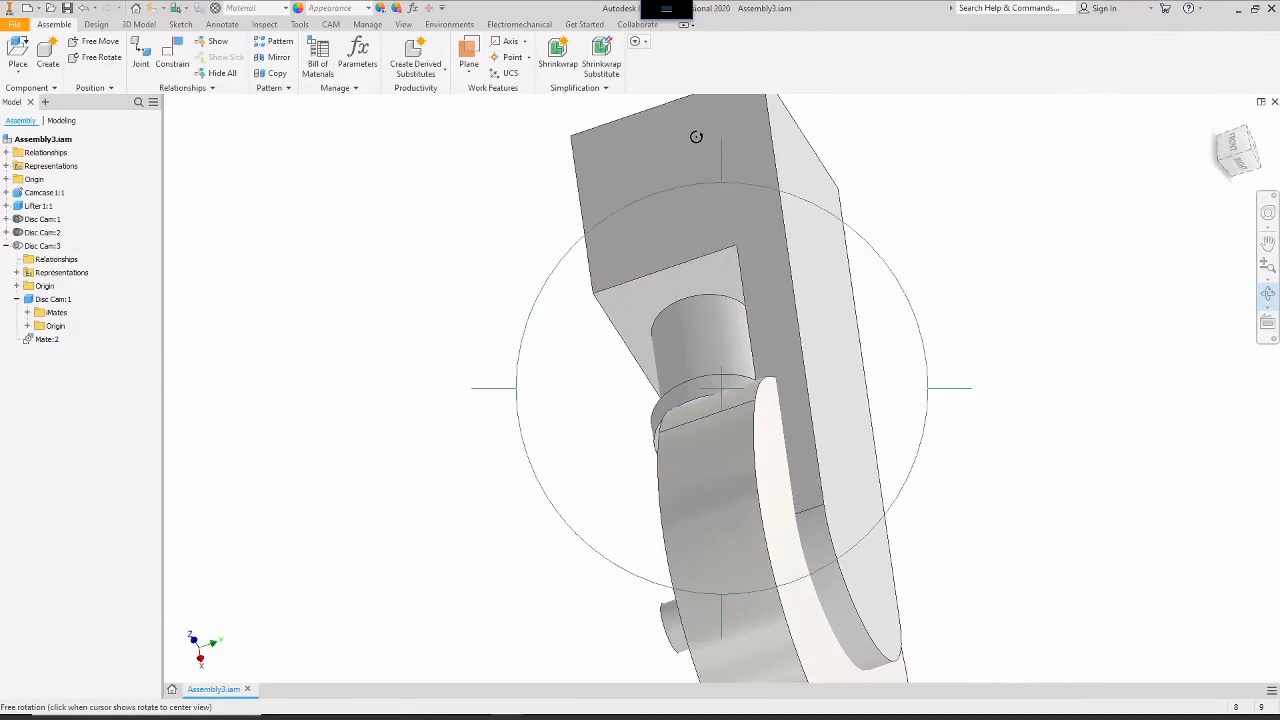 Material
Appearance
Autodesk I
sional 2020
Assembly3.iam
Search Help & Commands...
Sign in
File
Assemble
Design
3D Model
Sketch
Annotate
Inspect
Tools
CAM
Manage
View
Environments
Electromechanical
Get Started
Collaborate
Place
Create
Free Move
Free Rotate
Joint
Constrain
Show
Show Sick
Hide All
Pattern
Mirror
Copy
Bill of
Materials
fx
Parameters
Create Derived
Substitutes
Plane
Axis
Point
UCS
Shrinkwrap
Shrinkwrap
Substitute
Component
Position
Relationships
Pattern
Manage
Productivity
Work Features
Simplification
Model
Assembly
Modeling
Assembly3.iam
Relationships
Representations
Origin
Camcase 1:1
Lifter 1:1
Disc Cam:1
Disc Cam:2
Disc Cam:3
Relationships
Representations
Origin
Disc Cam:1
iMates
Origin
Mate:2
Z
Y
X
Assembly3.iam
Free rotation (click when cursor shows rotate to center view)
8
9